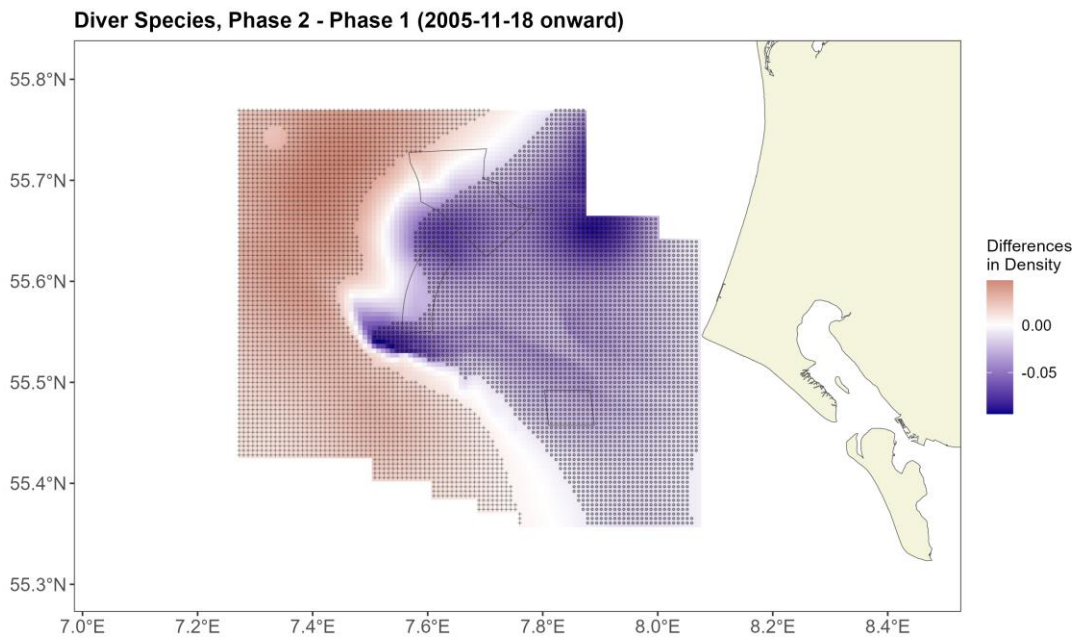 Diver Species, Phase 2 - Phase 1 (2005-11-18 onward)
55.8°N
55.7°N
55.6°N
55.5°N
55.4°N
55.3°N
7.0°E 7.2°E 7.4°E 7.6°E 7.8°E 8.0°E 8.2°E 8.4°E
Differences
in Density
0.00
-0.05